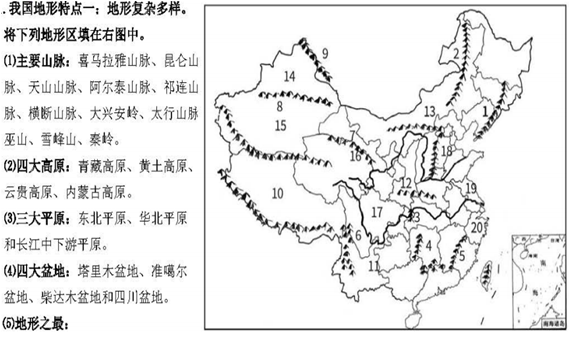 .我国地形特点一：地形复杂多样。
将下列地形区填在右图中。
⑴主要山脉：喜马拉雅山脉、昆仑山
脉、天山山脉、阿尔泰山脉、祁连山
脉、横断山脉、大兴安岭、太行山脉
巫山、雪峰山、秦岭。
⑵四大高原：青藏高原、黄土高原、
云贵高原、内蒙古高原。
⑶三大平原：东北平原、华北平原
和长江中下游平原。
⑷四大盆地：塔里木盆地、准噶尔
盆地、柴达木盆地和四川盆地。
⑸地形之最：
9
2
14
8
13
1
15
18
16
12
10
19
17
3
20
6
4
5
11
南海诸岛